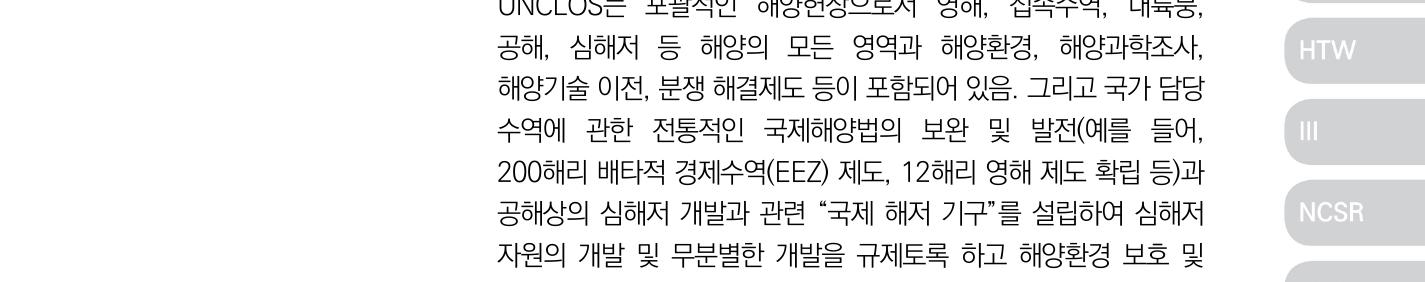 UNCLOS는 포괄적인 해양헌장으로서 영해, 접속수역, 대륙붕,
공해, 심해저 등 해양의 모든 영역과 해양환경, 해양과학조사,
해양기술 이전, 분쟁 해결제도 등이 포함되어 있음. 그리고 국가 담당
수역에 관한 전통적인 국제해양법의 보완 및 발전(예를 들어,
200해리 배타적 경제수역(EEZ) 제도, 12해리 영해 제도 확립 등)과
공해상의 심해저 개발과 관련 “국제 해저 기구”를 설립하여 심해저
자원의 개발 및 무분별한 개발을 규제토록 하고 해양환경 보호 및
HTW
III
NCSR